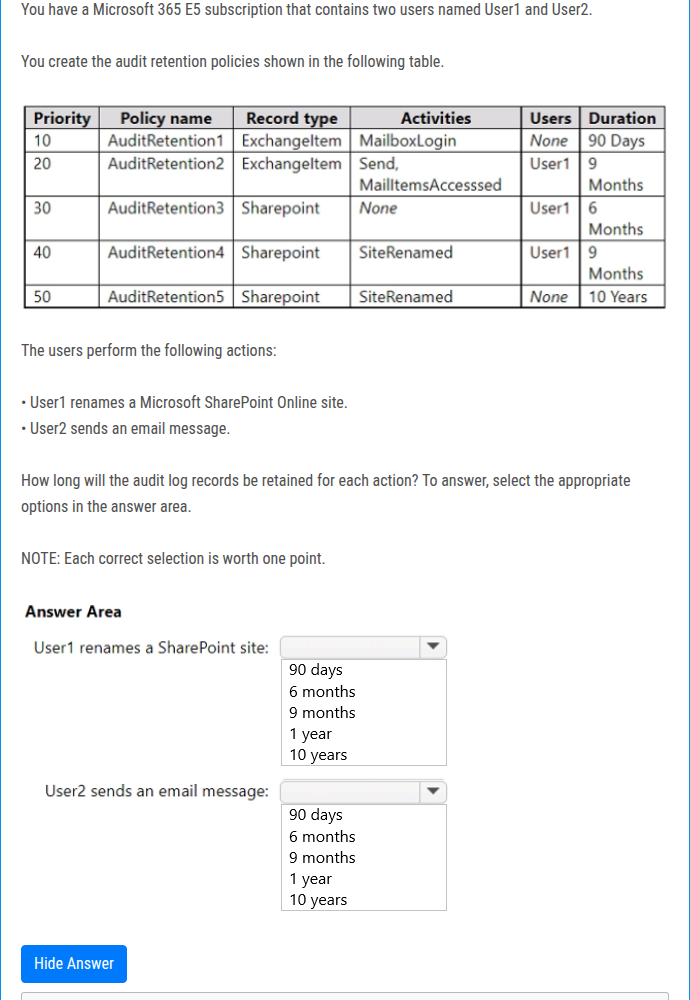 You have a Microsoft 365 E5 subscription that contains two users named User1 and User2.
You create the audit retention policies shown in the following table.
Priority Policy name Record type Activities Users Duration
10 AuditRetention1 ExchangeItem MailboxLogin None 90 Days
20 AuditRetention2 ExchangeItem Send, User1 9
MailItemsAccesssed Months
30 AuditRetention3 Sharepoint None User1 6
Months
40 AuditRetention4 Sharepoint SiteRenamed User1 9
Months
50 AuditRetention5 Sharepoint SiteRenamed None 10 Years
The users perform the following actions:
• User1 renames a Microsoft SharePoint Online site.
• User2 sends an email message.
How long will the audit log records be retained for each action? To answer, select the appropriate
options in the answer area.
NOTE: Each correct selection is worth one point.
Answer Area
User1 renames a SharePoint site:
90 days
6 months
9 months
1 year
10 years
User2 sends an email message:
90 days
6 months
9 months
1 year
10 years
Hide Answer